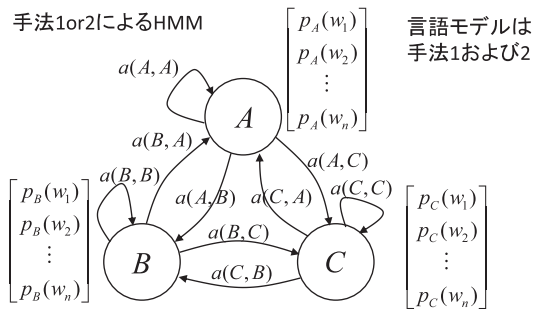 手法1or2によるHMM
言語モデルは
手法1および2
a(A, A)
p_A(w_1)
p_A(w_2)
⋮
p_A(w_n)
A
a(B, A)
a(A, C)
a(B, B)
a(A, B)
a(C, A)
a(C, C)
p_B(w_1)
p_B(w_2)
⋮
p_B(w_n)
B
a(B, C)
C
a(C, B)
p_C(w_1)
p_C(w_2)
⋮
p_C(w_n)